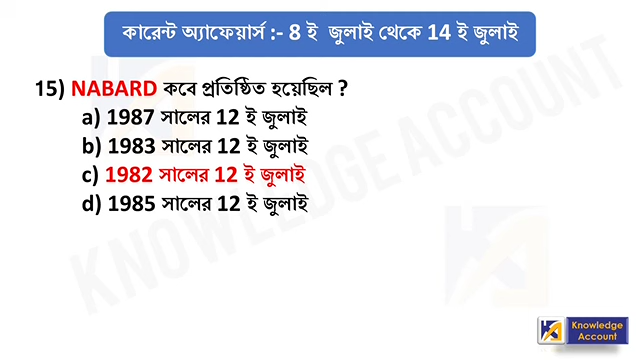 কারেন্ট অ্যাফেয়ার্স :- 8 ই জুলাই থেকে 14 ই জুলাই
15) NABARD কবে প্রতিষ্ঠিত হয়েছিল ?
a) 1987 সালের 12 ই জুলাই
b) 1983 সালের 12 ই জুলাই
c) 1982 সালের 12 ই জুলাই
d) 1985 সালের 12 ই জুলাই
KNOWLEDGE ACCOUNT
Knowledge
Account